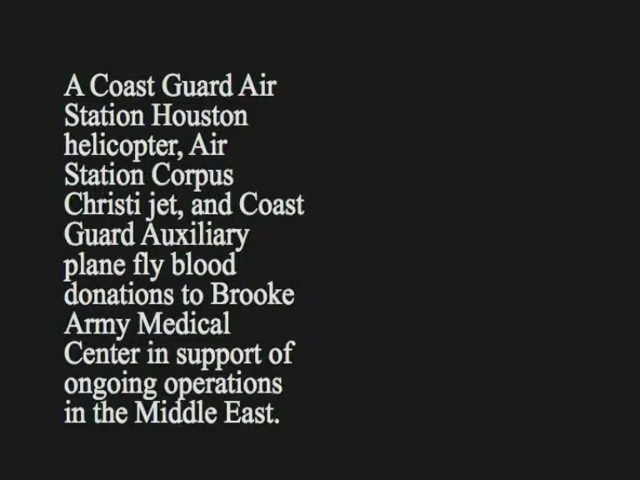 A Coast Guard Air
Station Houston
helicopter, Air
Station Corpus
Christi jet, and Coast
Guard Auxiliary
plane fly blood
donations to Brooke
Army Medical
Center in support of
ongoing operations
in the Middle East.